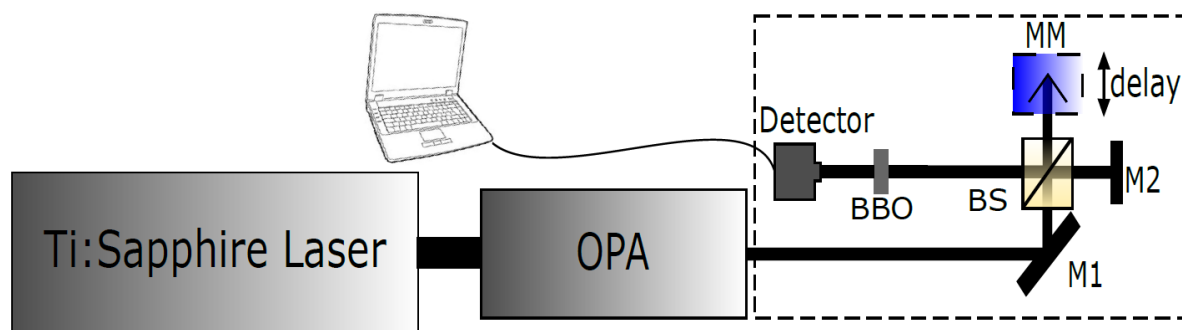 MM
delay
Detector
BBO
BS
M2
Ti:Sapphire Laser
OPA
M1